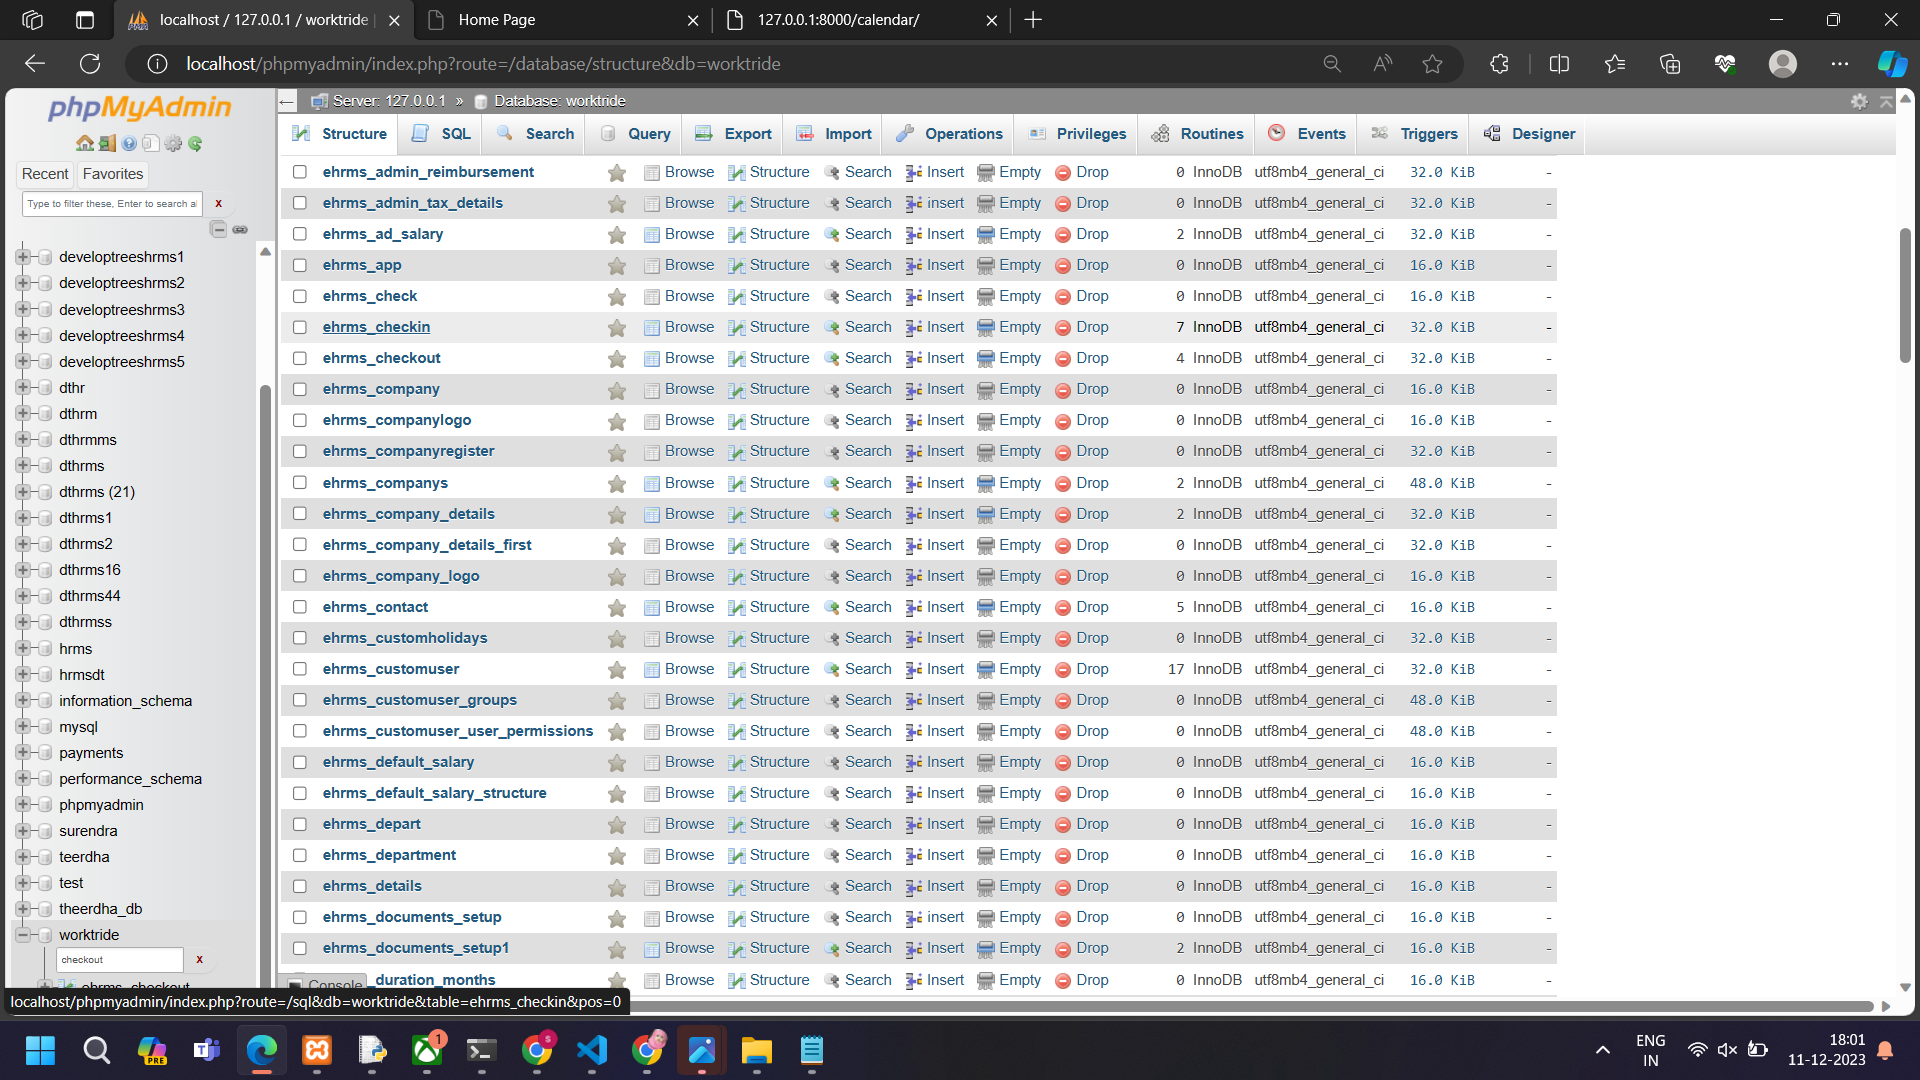 localhost / 127.0.0.1 / worktride
Home Page
127.0.0.1:8000/calendar/
localhost/phpmyadmin/index.php?route=/database/structure&db=worktride
phpMyAdmin
Recent
Favorites
Type to filter these, Enter to search al
x
developtreeshrms1
developtreeshrms2
developtreeshrms3
developtreeshrms4
developtreeshrms5
dthr
dthrm
dthrmms
dthrms
dthrms (21)
dthrms1
dthrms2
dthrms16
dthrms44
dthrmss
hrms
hrmsdt
information_schema
mysql
payments
performance_schema
phpmyadmin
surendra
teerdha
test
theerdha_db
worktride
checkout
x
ehrms_checkout
Server: 127.0.0.1 » Database: worktride
Structure SQL Search Query Export Import Operations Privileges Routines Events Triggers Designer
ehrms_admin_reimbursement Browse Structure Search Insert Empty Drop 0 InnoDB utf8mb4_general_ci 32.0 KiB -
ehrms_admin_tax_details Browse Structure Search insert Empty Drop 0 InnoDB utf8mb4_general_ci 32.0 KiB -
ehrms_ad_salary Browse Structure Search Insert Empty Drop 2 InnoDB utf8mb4_general_ci 32.0 KiB -
ehrms_app Browse Structure Search Insert Empty Drop 0 InnoDB utf8mb4_general_ci 16.0 KiB -
ehrms_check Browse Structure Search Insert Empty Drop 0 InnoDB utf8mb4_general_ci 16.0 KiB -
ehrms_checkin Browse Structure Search Insert Empty Drop 7 InnoDB utf8mb4_general_ci 32.0 KiB -
ehrms_checkout Browse Structure Search Insert Empty Drop 4 InnoDB utf8mb4_general_ci 32.0 KiB -
ehrms_company Browse Structure Search Insert Empty Drop 0 InnoDB utf8mb4_general_ci 16.0 KiB -
ehrms_companylogo Browse Structure Search Insert Empty Drop 0 InnoDB utf8mb4_general_ci 16.0 KiB -
ehrms_companyregister Browse Structure Search Insert Empty Drop 0 InnoDB utf8mb4_general_ci 32.0 KiB -
ehrms_companys Browse Structure Search Insert Empty Drop 2 InnoDB utf8mb4_general_ci 48.0 KiB -
ehrms_company_details Browse Structure Search Insert Empty Drop 2 InnoDB utf8mb4_general_ci 32.0 KiB -
ehrms_company_details_first Browse Structure Search Insert Empty Drop 0 InnoDB utf8mb4_general_ci 32.0 KiB -
ehrms_company_logo Browse Structure Search Insert Empty Drop 0 InnoDB utf8mb4_general_ci 16.0 KiB -
ehrms_contact Browse Structure Search Insert Empty Drop 5 InnoDB utf8mb4_general_ci 16.0 KiB -
ehrms_customholidays Browse Structure Search Insert Empty Drop 0 InnoDB utf8mb4_general_ci 32.0 KiB -
ehrms_customuser Browse Structure Search Insert Empty Drop 17 InnoDB utf8mb4_general_ci 32.0 KiB -
ehrms_customuser_groups Browse Structure Search Insert Empty Drop 0 InnoDB utf8mb4_general_ci 48.0 KiB -
ehrms_customuser_user_permissions Browse Structure Search Insert Empty Drop 0 InnoDB utf8mb4_general_ci 48.0 KiB -
ehrms_default_salary Browse Structure Search Insert Empty Drop 0 InnoDB utf8mb4_general_ci 16.0 KiB -
ehrms_default_salary_structure Browse Structure Search Insert Empty Drop 0 InnoDB utf8mb4_general_ci 16.0 KiB -
ehrms_depart Browse Structure Search Insert Empty Drop 0 InnoDB utf8mb4_general_ci 16.0 KiB -
ehrms_department Browse Structure Search Insert Empty Drop 0 InnoDB utf8mb4_general_ci 16.0 KiB -
ehrms_details Browse Structure Search Insert Empty Drop 0 InnoDB utf8mb4_general_ci 16.0 KiB -
ehrms_documents_setup Browse Structure Search insert Empty Drop 0 InnoDB utf8mb4_general_ci 16.0 KiB -
ehrms_documents_setup1 Browse Structure Search Insert Empty Drop 2 InnoDB utf8mb4_general_ci 16.0 KiB -
_duration_months Browse Structure Search Insert Empty Drop 0 InnoDB utf8mb4_general_ci 16.0 KiB -
Console
localhost/phpmyadmin/index.php?route=/sql&db=worktride&table=ehrms_checkin&pos=0
PRE
1
ENG
IN
18:01
11-12-2023